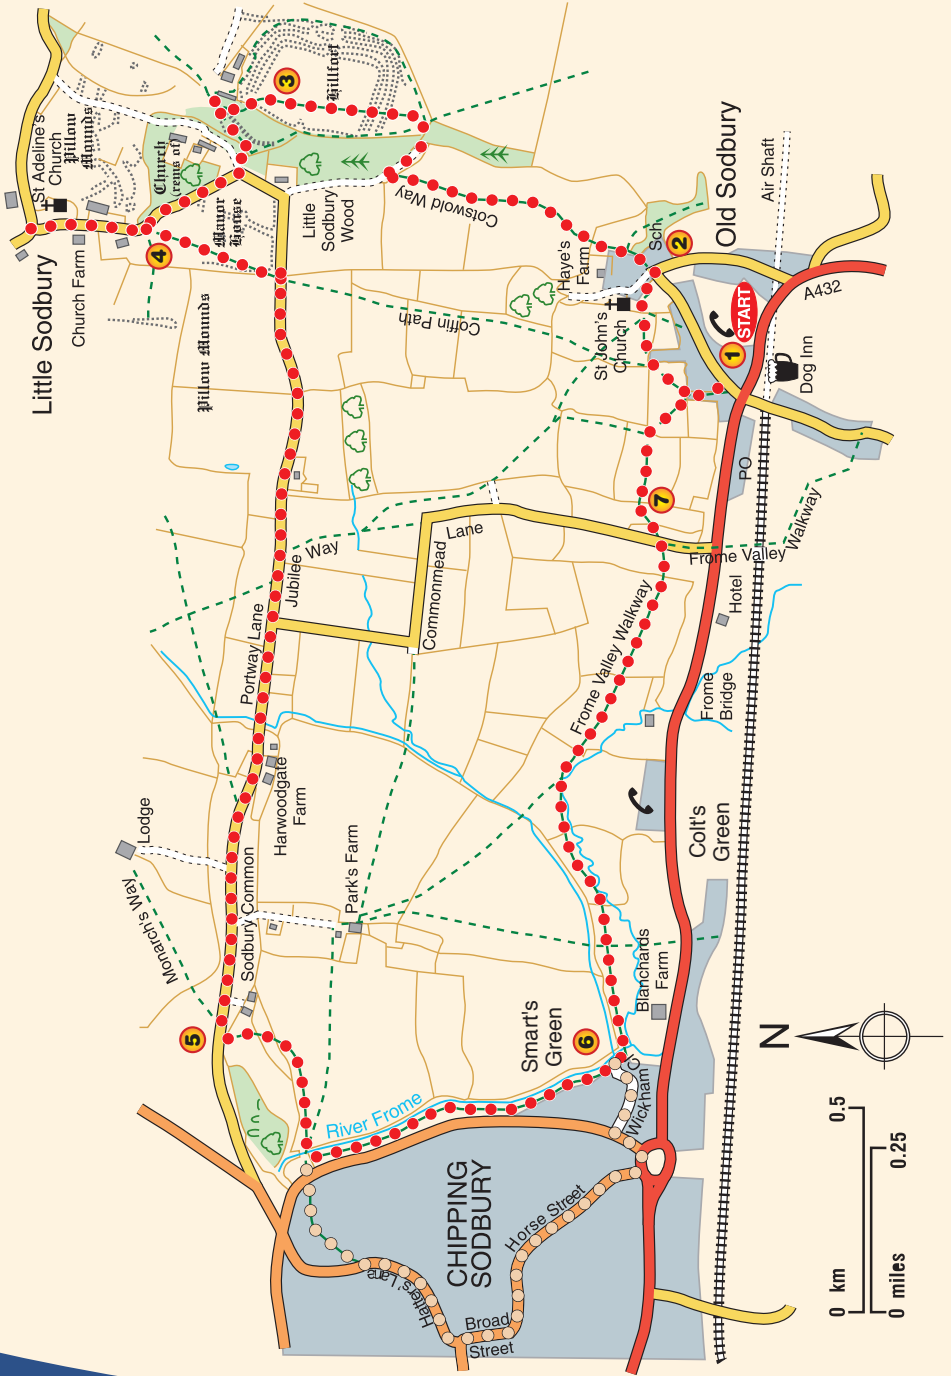 Little Sodbury
Church Farm
St Adeline's
Church
Pillow
Mounds
Church
(rems of)
Manor
Horse
4
3
Hillfort
Little
Sodbury
Wood
Cotswold Way
Pillow Mounds
Coffin Path
Haye's
Farm
Sch
2
Old Sodbury
Air Shaft
St John's
Church
START
1
A432
Dog Inn
PO
7
Frome Valley
Walkway
Hotel
Jubilee Way
Commonmead Lane
Portway Lane
Frome Valley Walkway
Frome
Bridge
Harwoodgate
Farm
Lodge
Park's Farm
Monarch's Way
Sodbury Common
5
Colt's
Green
Blanchards
Farm
Smart's
Green
6
River Frome
Wickham Cl
CHIPPING
SODBURY
Horse Street
Hatters' Lane
Broad
Street
N
0 km 0.5
0 miles 0.25